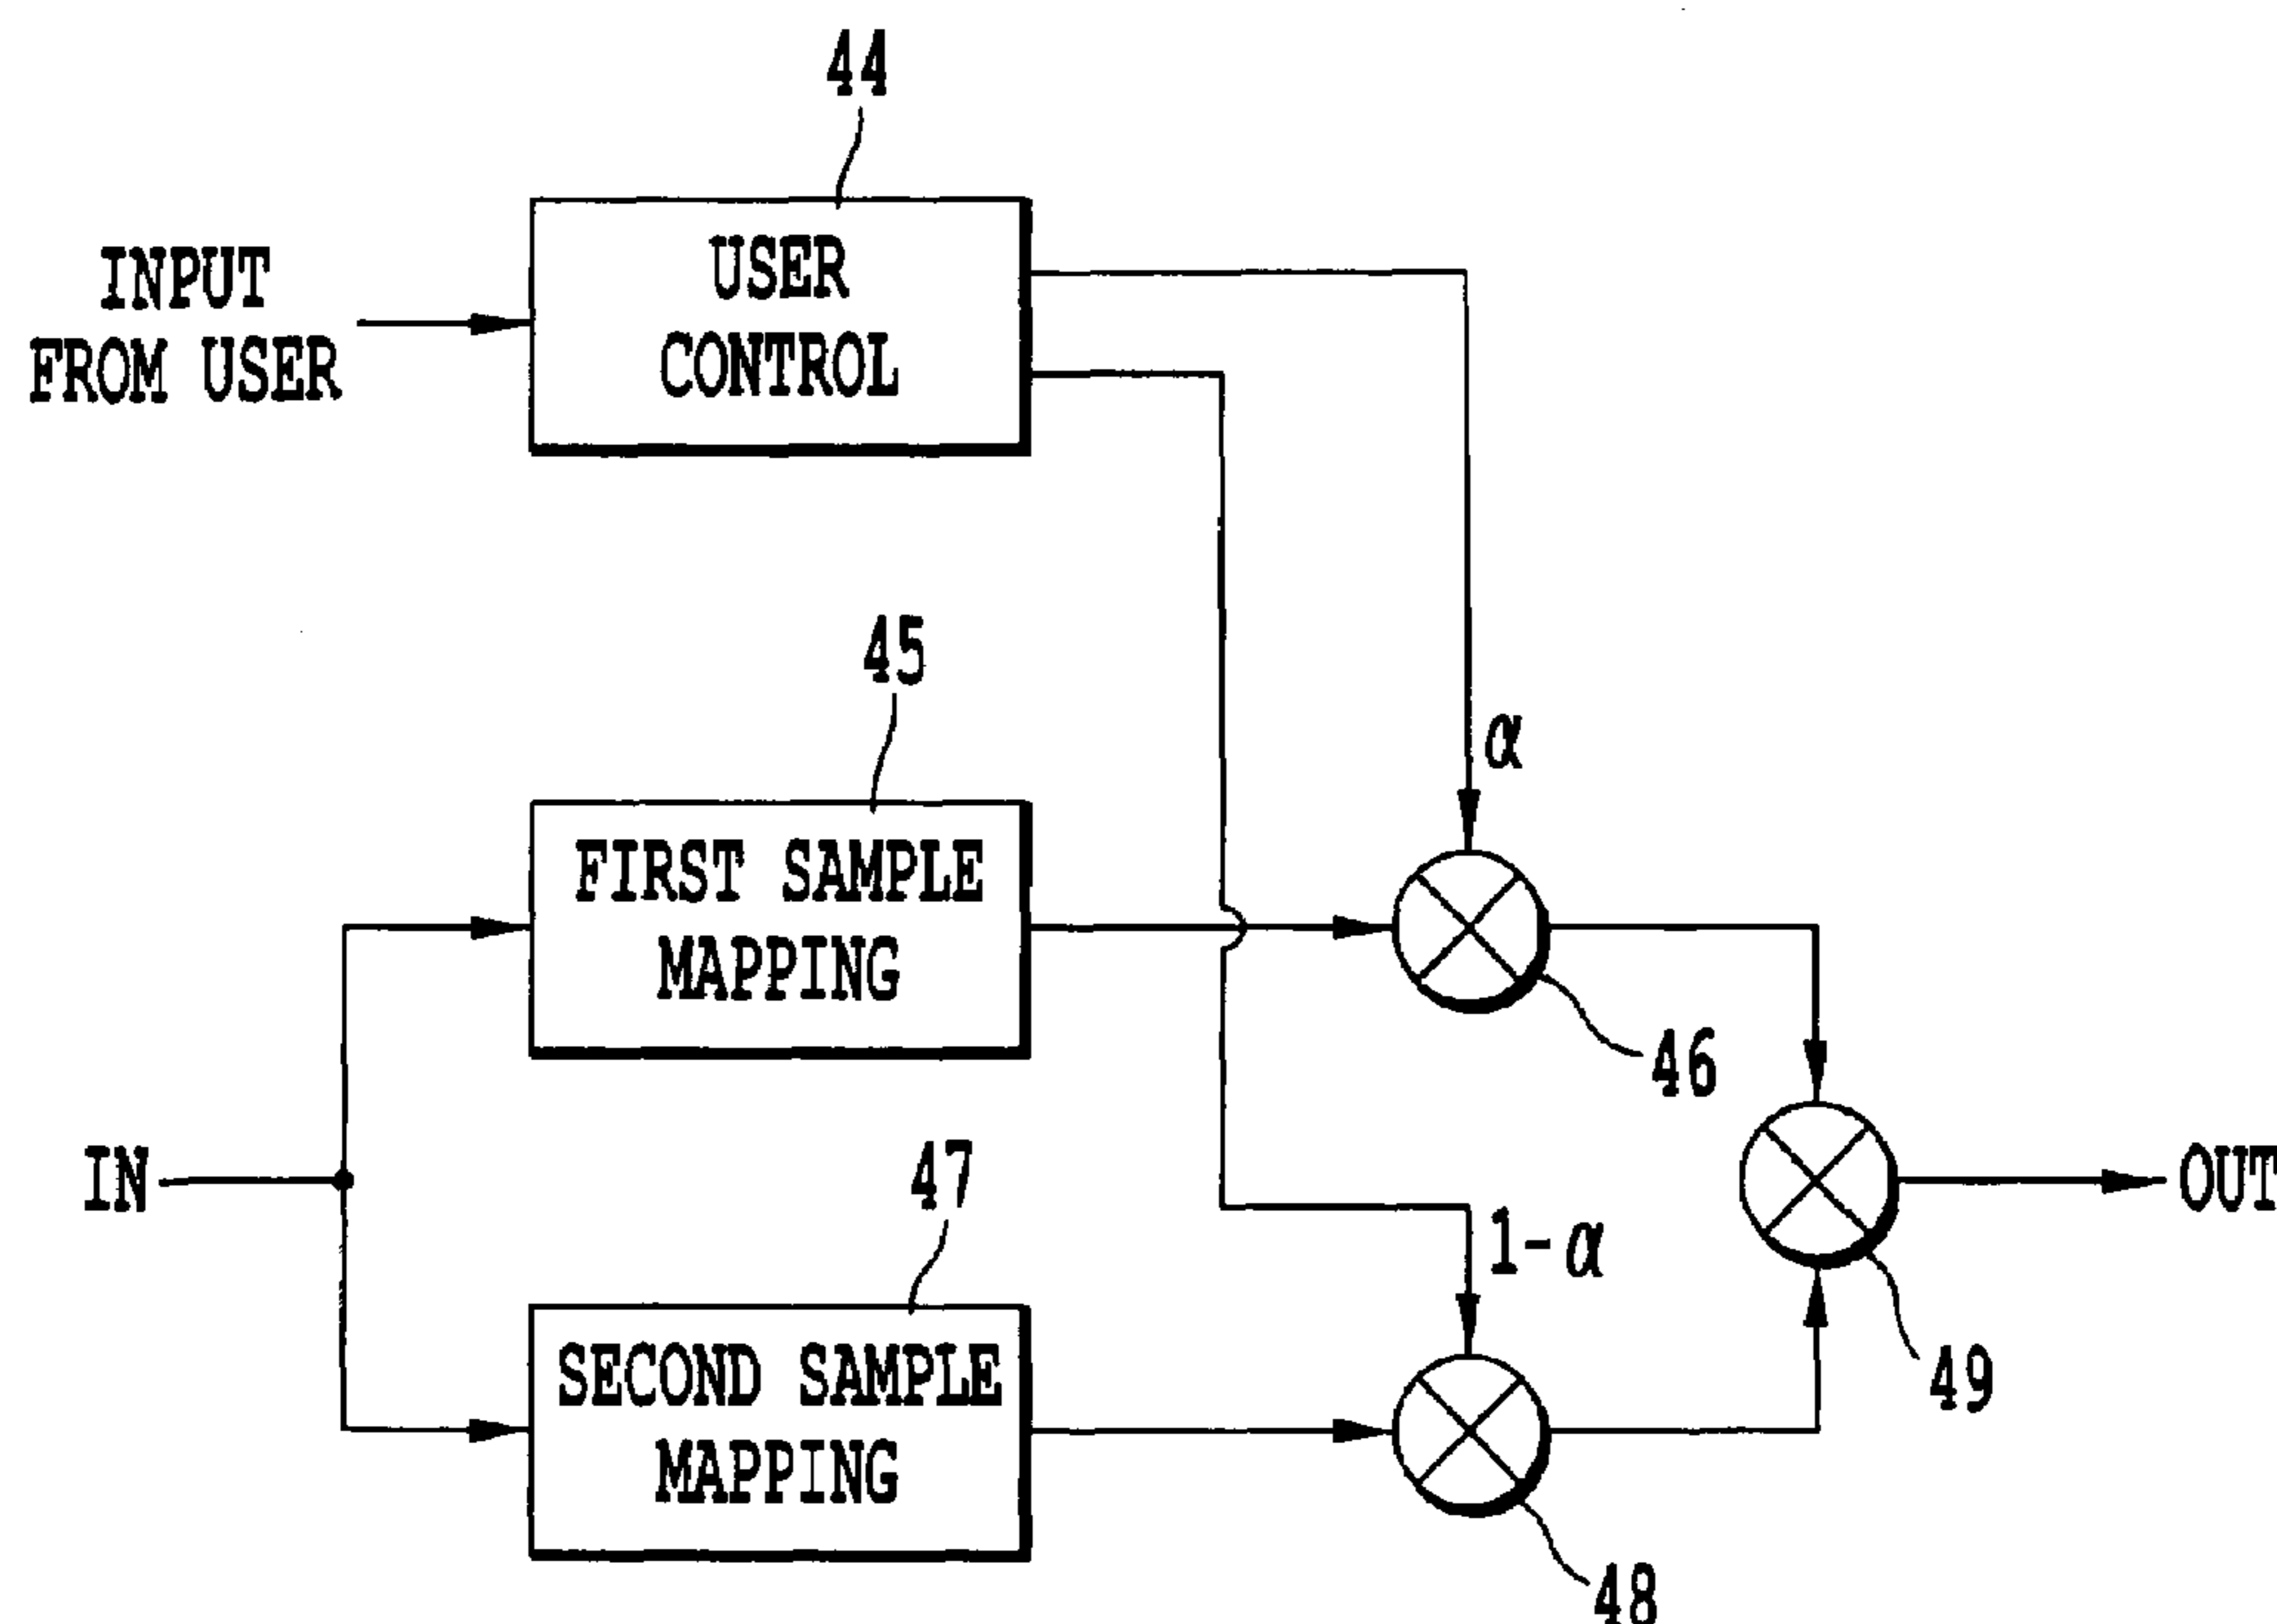 44
USER
CONTROL
INPUT
FROM USER
45
α
FIRST SAMPLE
MAPPING
46
IN
47
1-α
OUT
SECOND SAMPLE
MAPPING
49
48